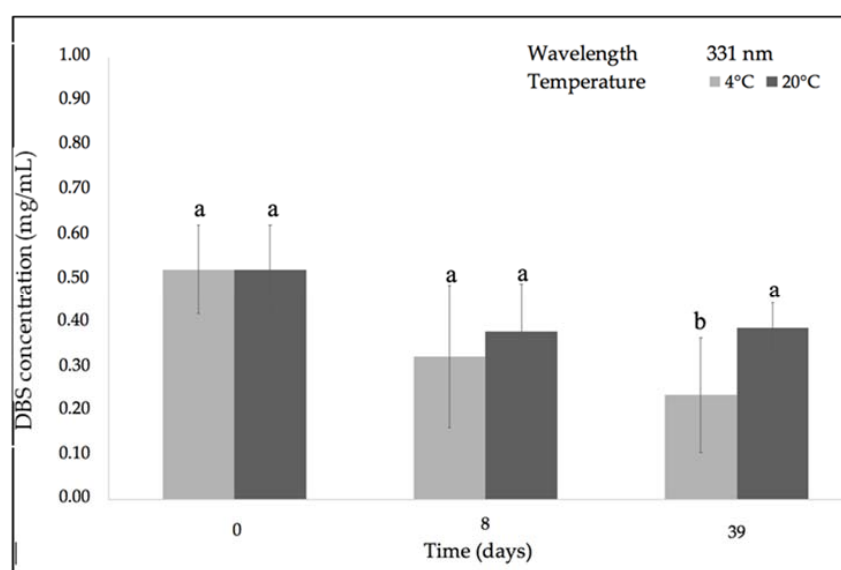 Wavelength 331 nm
Temperature 4°C 20°C
DBS concentration (mg/mL)
1.00
0.90
0.80
0.70
0.60
0.50
0.40
0.30
0.20
0.10
0.00
a a
a a
b a
0 8 39
Time (days)